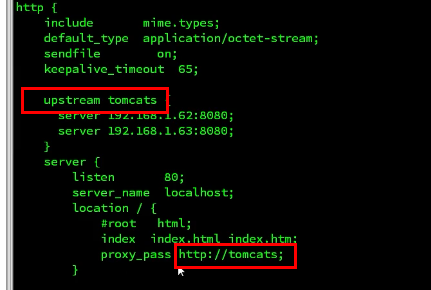 http {
include mime.types;
default_type application/octet-stream;
sendfile on;
keepalive_timeout 65;
upstream tomcats {
server 192.168.1.62:8080;
server 192.168.1.63:8080;
}
server {
listen 80;
server_name localhost;
location / {
#root html;
index index.html index.htm;
proxy_pass http://tomcats;
}